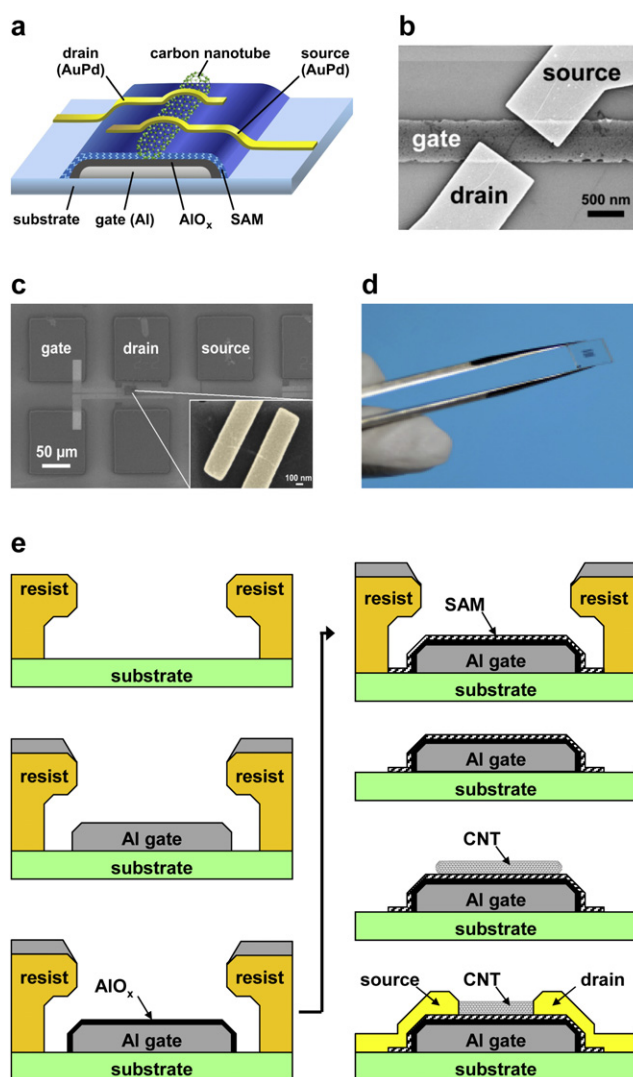 a
drain
(AuPd)
carbon nanotube
source
(AuPd)
substrate
gate (Al)
AlOx
SAM
b
source
gate
drain
500 nm
c
gate
drain
source
50 µm
100 nm
d
e
resist
resist
substrate
resist
resist
Al gate
substrate
AlOx
resist
resist
Al gate
substrate
resist
resist
SAM
Al gate
substrate
Al gate
substrate
CNT
Al gate
substrate
source
CNT
drain
Al gate
substrate